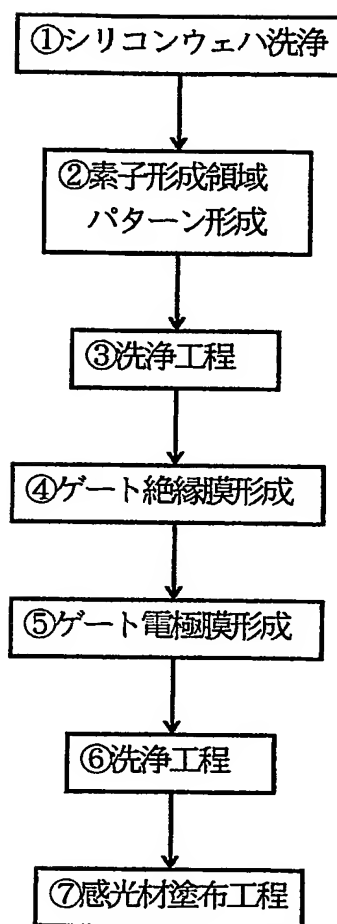 ①シリコンウェハ洗浄
②素子形成領域
パターン形成
③洗浄工程
④ゲート絶縁膜形成
⑤ゲート電極膜形成
⑥洗浄工程
⑦感光材塗布工程